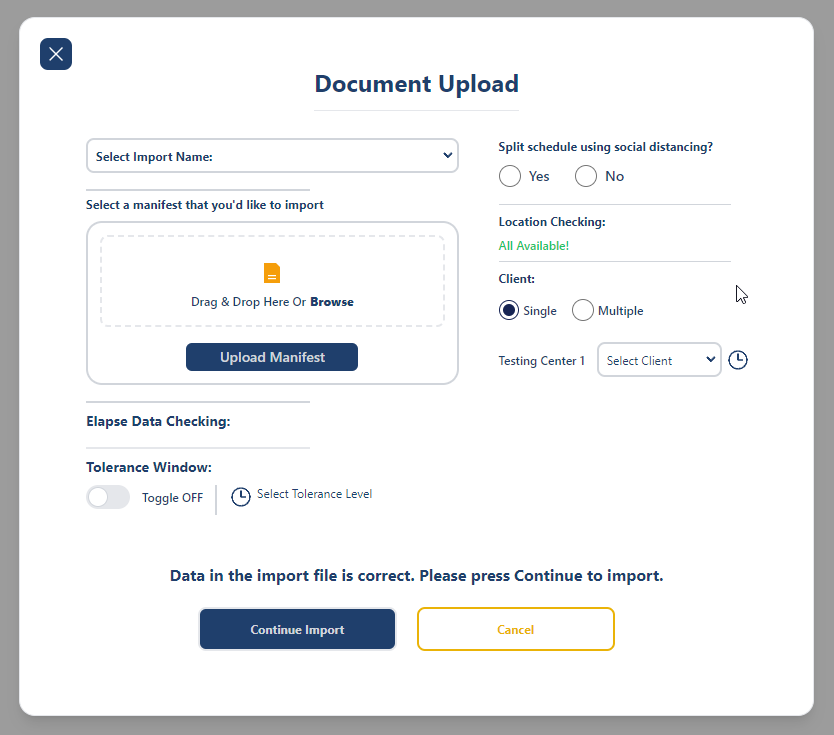 Document Upload
Select Import Name:
Select a manifest that you'd like to import
Drag & Drop Here Or Browse
Upload Manifest
Elapse Data Checking:
Tolerance Window:
Toggle OFF
Select Tolerance Level
Split schedule using social distancing?
Yes No
Location Checking:
All Available!
Client:
Single Multiple
Testing Center 1 Select Client
Data in the import file is correct. Please press Continue to import.
Continue Import Cancel